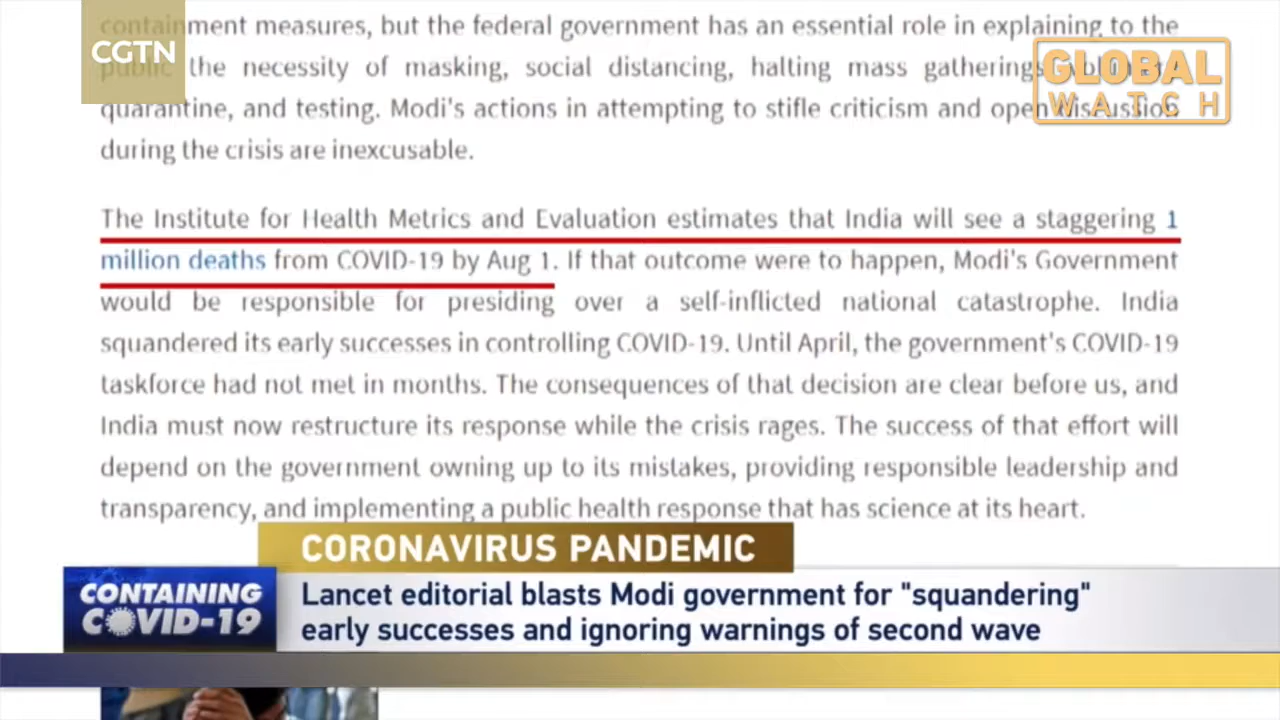 containment measures, but the federal government has an essential role in explaining to the
CGTN
GLOBAL
WATCH
public the necessity of masking, social distancing, halting mass gatherings, voluntary
quarantine, and testing. Modi's actions in attempting to stifle criticism and open discussion
during the crisis are inexcusable.
The Institute for Health Metrics and Evaluation estimates that India will see a staggering 1
million deaths from COVID-19 by Aug 1. If that outcome were to happen, Modi's Government
would be responsible for presiding over a self-inflicted national catastrophe. India
squandered its early successes in controlling COVID-19. Until April, the government's COVID-19
taskforce had not met in months. The consequences of that decision are clear before us, and
India must now restructure its response while the crisis rages. The success of that effort will
depend on the government owning up to its mistakes, providing responsible leadership and
transparency, and implementing a public health response that has science at its heart.
CORONAVIRUS PANDEMIC
CONTAINING
COVID-19
Lancet editorial blasts Modi government for "squandering"
early successes and ignoring warnings of second wave